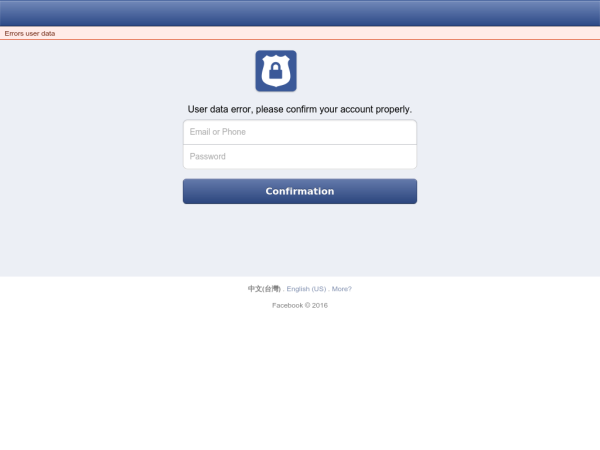 Errors user data
User data error, please confirm your account properly.
Email or Phone
Password
Confirmation
中文(台灣) . English (US) . More?
Facebook © 2016